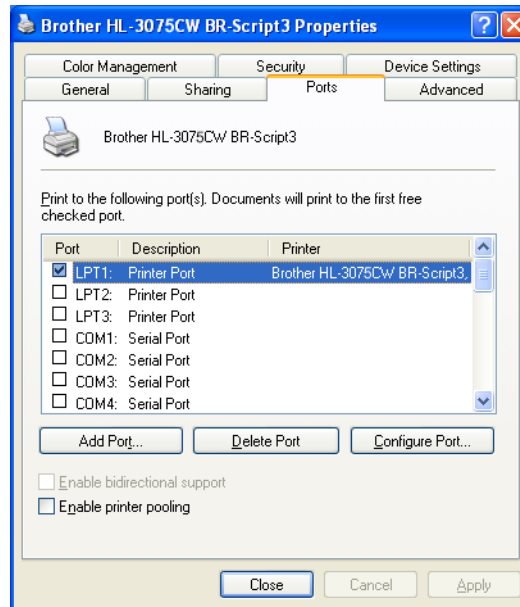 Brother HL-3075CW BR-Script3 Properties
Color Management Security Device Settings
General Sharing Ports Advanced
Brother HL-3075CW BR-Script3
Print to the following port(s). Documents will print to the first free
checked port.
Port Description Printer
LPT1: Printer Port Brother HL-3075CW BR-Script3,
LPT2: Printer Port
LPT3: Printer Port
COM1: Serial Port
COM2: Serial Port
COM3: Serial Port
COM4: Serial Port
Add Port... Delete Port Configure Port...
Enable bidirectional support
Enable printer pooling
Close Cancel Apply